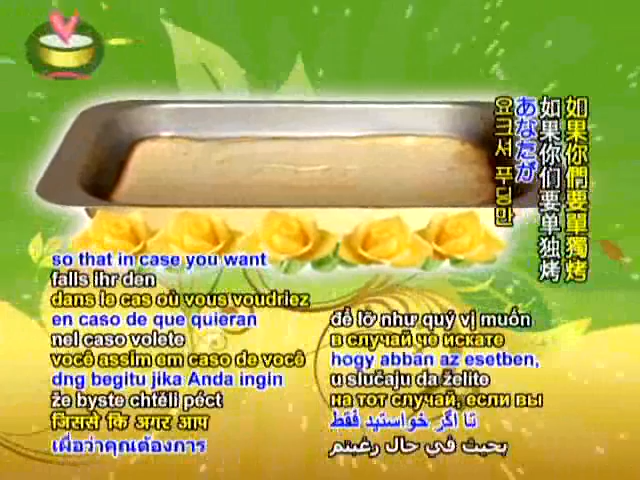 如果你們要單獨烤
如果你们要单独烤
あなたが
요크셔 푸딩만
so that in case you want
falls ihr den
dans le cas où vous voudriez
en caso de que quieran
nel caso volete
você assim em caso de você
dng begitu jika Anda ingin
že byste chtěli péct
जिससे कि अगर आप
เผื่อว่าคุณต้องการ
để lỡ như quý vị muốn
в случай че искате
hogy abban az esetben,
u slučaju da želite
на тот случай, если вы
تا اگر خواستید فقط
بحيث في حال رغبتم